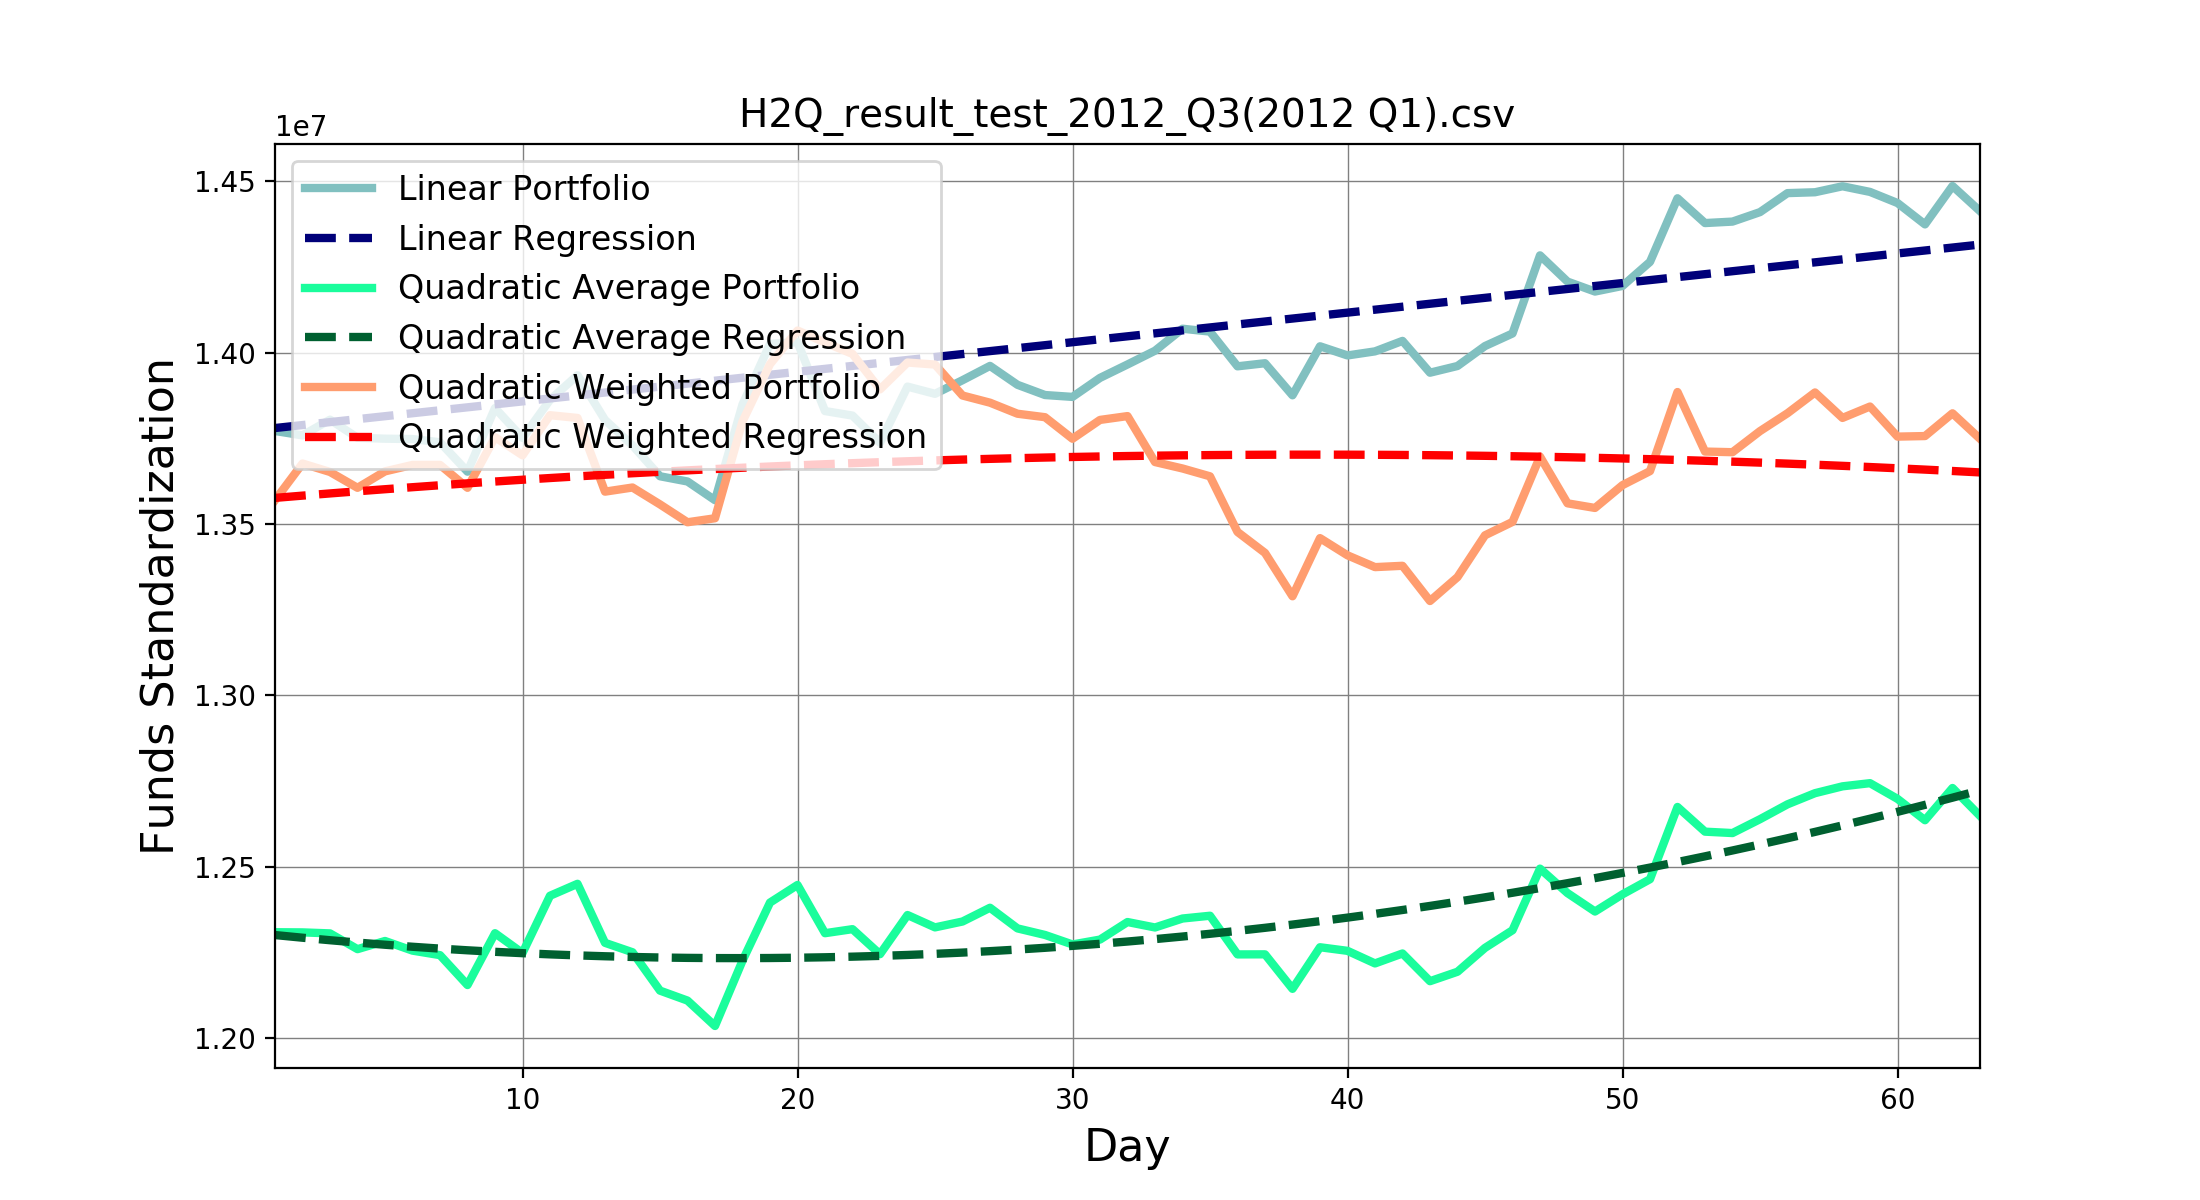 H2Q_result_test_2012_Q3(2012 Q1).csv
1e7
Linear Portfolio
Linear Regression
Quadratic Average Portfolio
Quadratic Average Regression
Quadratic Weighted Portfolio
Quadratic Weighted Regression
1.45
1.40
1.35
1.30
1.25
1.20
Funds Standardization
10 20 30 40 50 60
Day